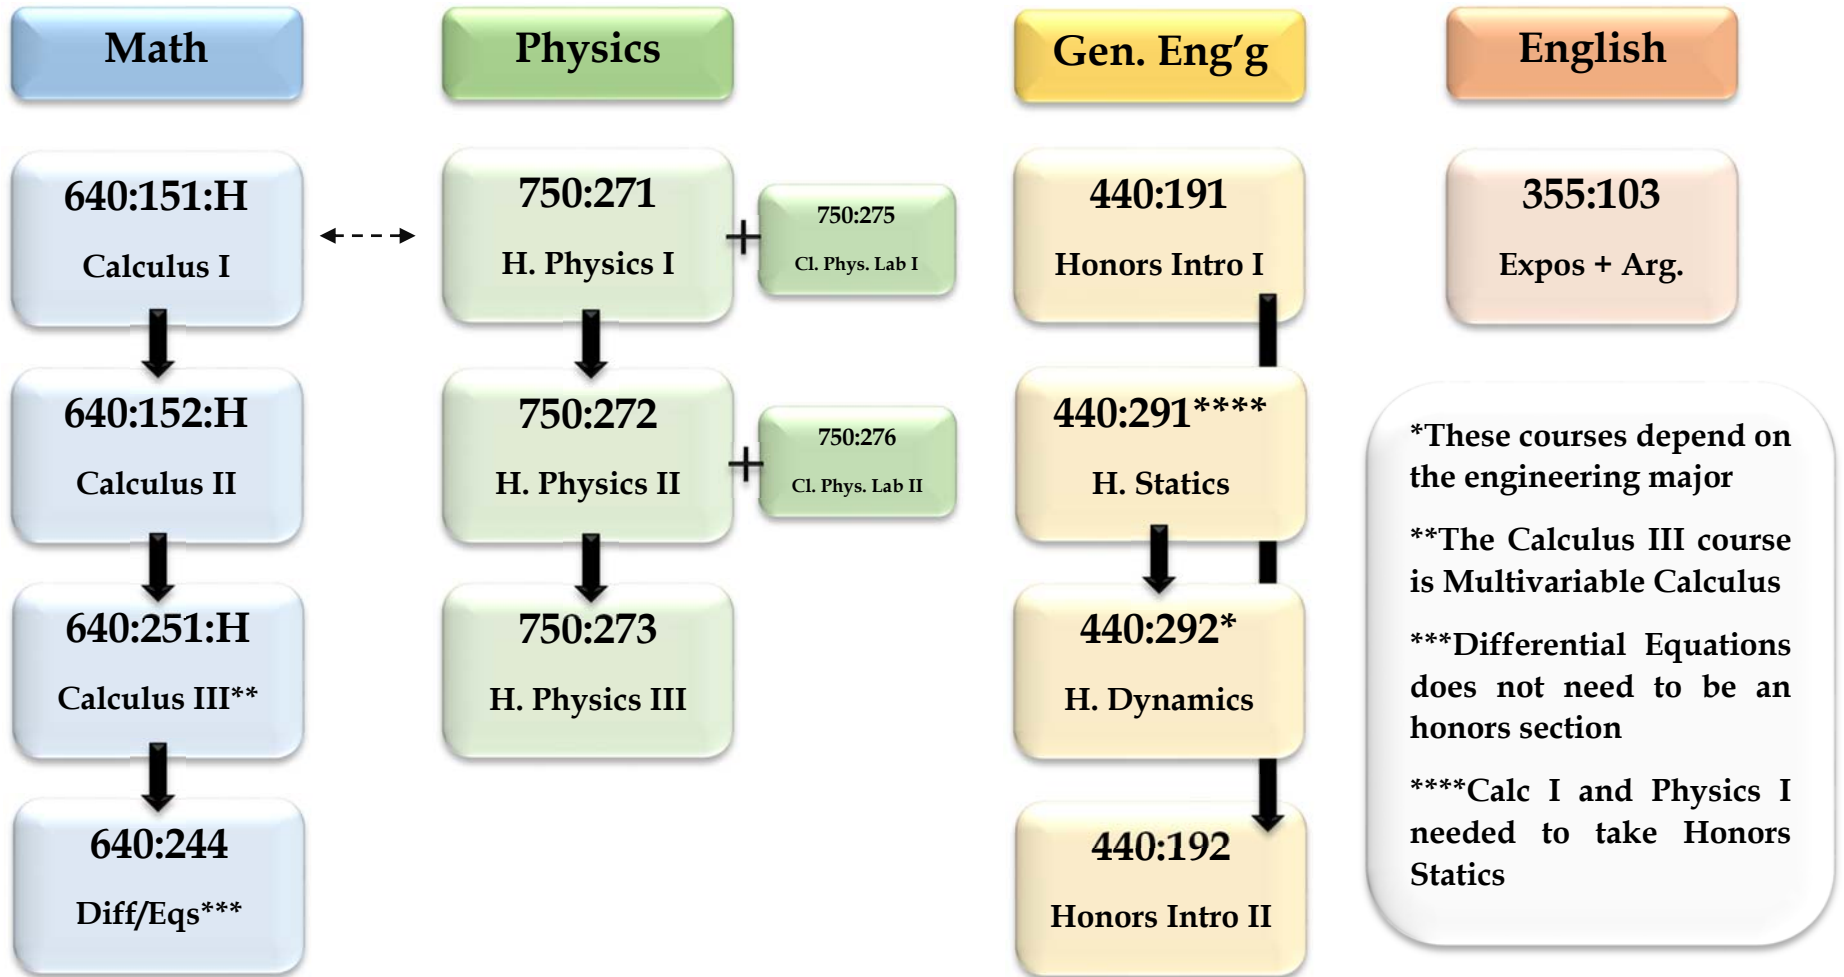 Math
Physics
Gen. Eng’g
English
640:151:H
Calculus I
750:271
H. Physics I
+
750:275
Cl. Phys. Lab I
440:191
Honors Intro I
355:103
Expos + Arg.
640:152:H
Calculus II
750:272
H. Physics II
+
750:276
Cl. Phys. Lab II
440:291****
H. Statics
640:251:H
Calculus III**
750:273
H. Physics III
440:292*
H. Dynamics
640:244
Diff/Eqs***
440:192
Honors Intro II
*These courses depend on
the engineering major
**The Calculus III course
is Multivariable Calculus
***Differential Equations
does not need to be an
honors section
****Calc I and Physics I
needed to take Honors
Statics